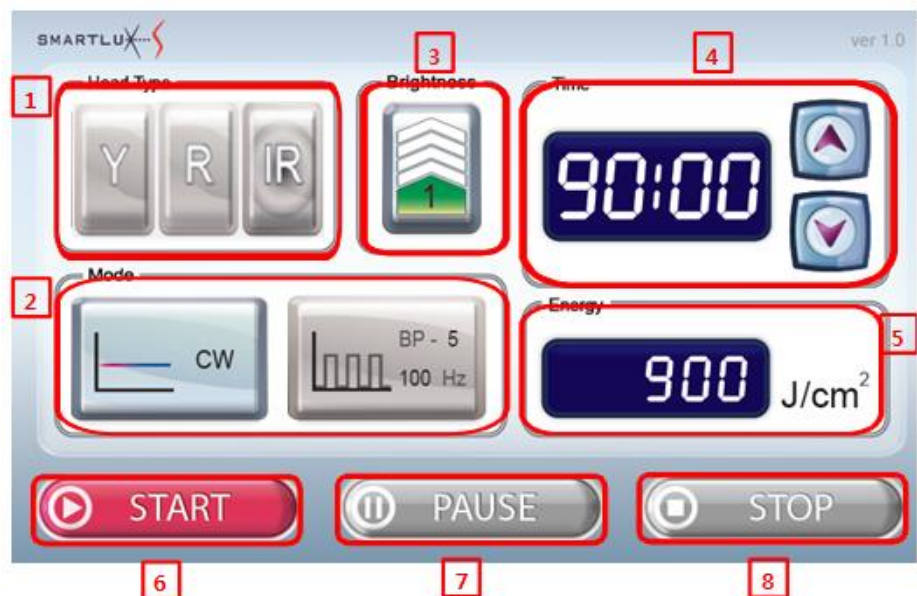 SMARTLUX S
ver 1.0
3
4
1
Head Type
Brightness
Time
Y R IR
1
90:00
2
Mode
Energy
5
CW
BP - 5
100 Hz
900 J/cm²
START
PAUSE
STOP
6
7
8